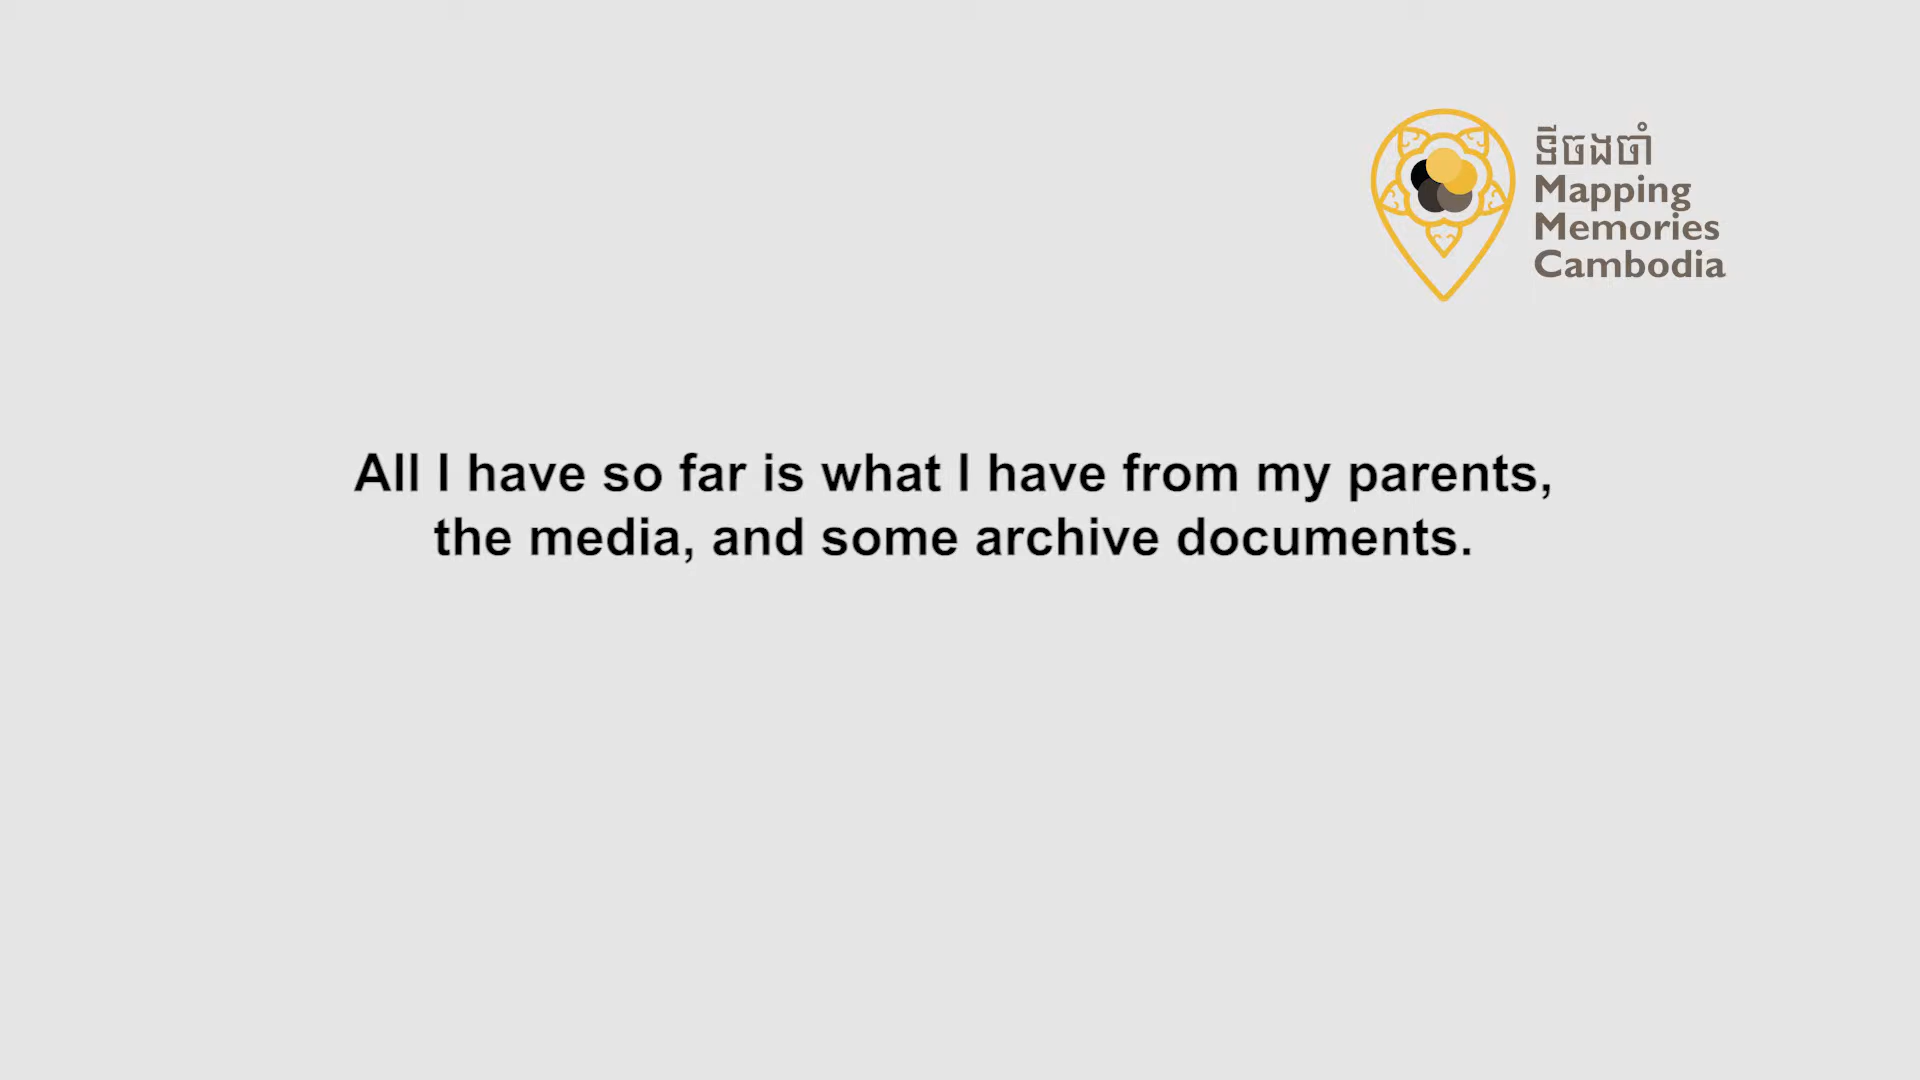 ទីចងចាំ
Mapping
Memories
Cambodia
All I have so far is what I have from my parents,
the media, and some archive documents.